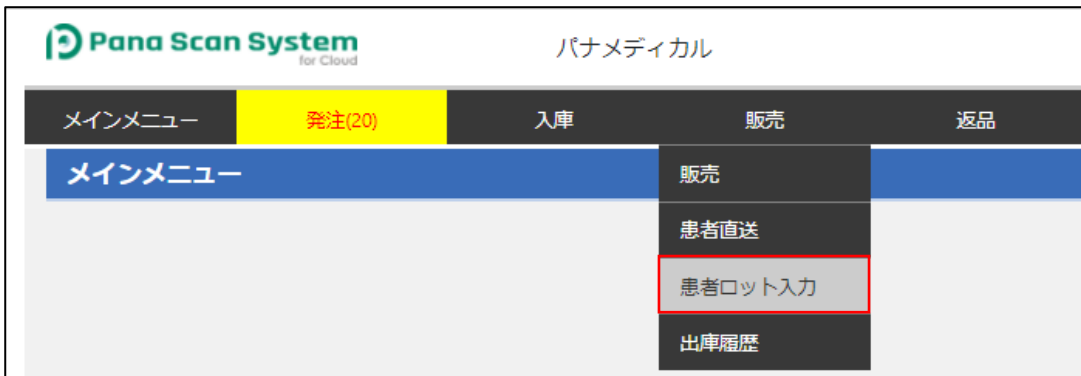 Pana Scan System
for Cloud
パナメディカル
メインメニュー 発注(20) 入庫 販売 返品
メインメニュー
販売
患者直送
患者ロット入力
出庫履歴